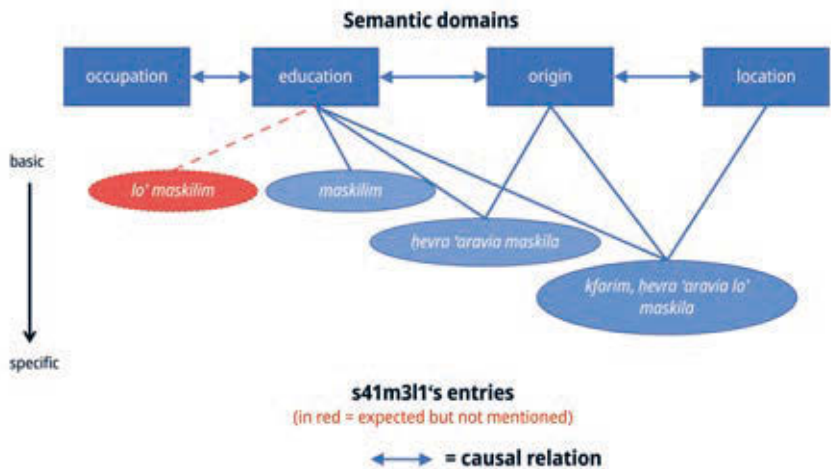 Semantic domains
occupation
education
origin
location
basic
lo' maskilim
maskilim
ḥevra 'aravia maskila
kfarim, ḥevra 'aravia lo'
maskila
specific
s41m3l1's entries
(in red = expected but not mentioned)
= causal relation